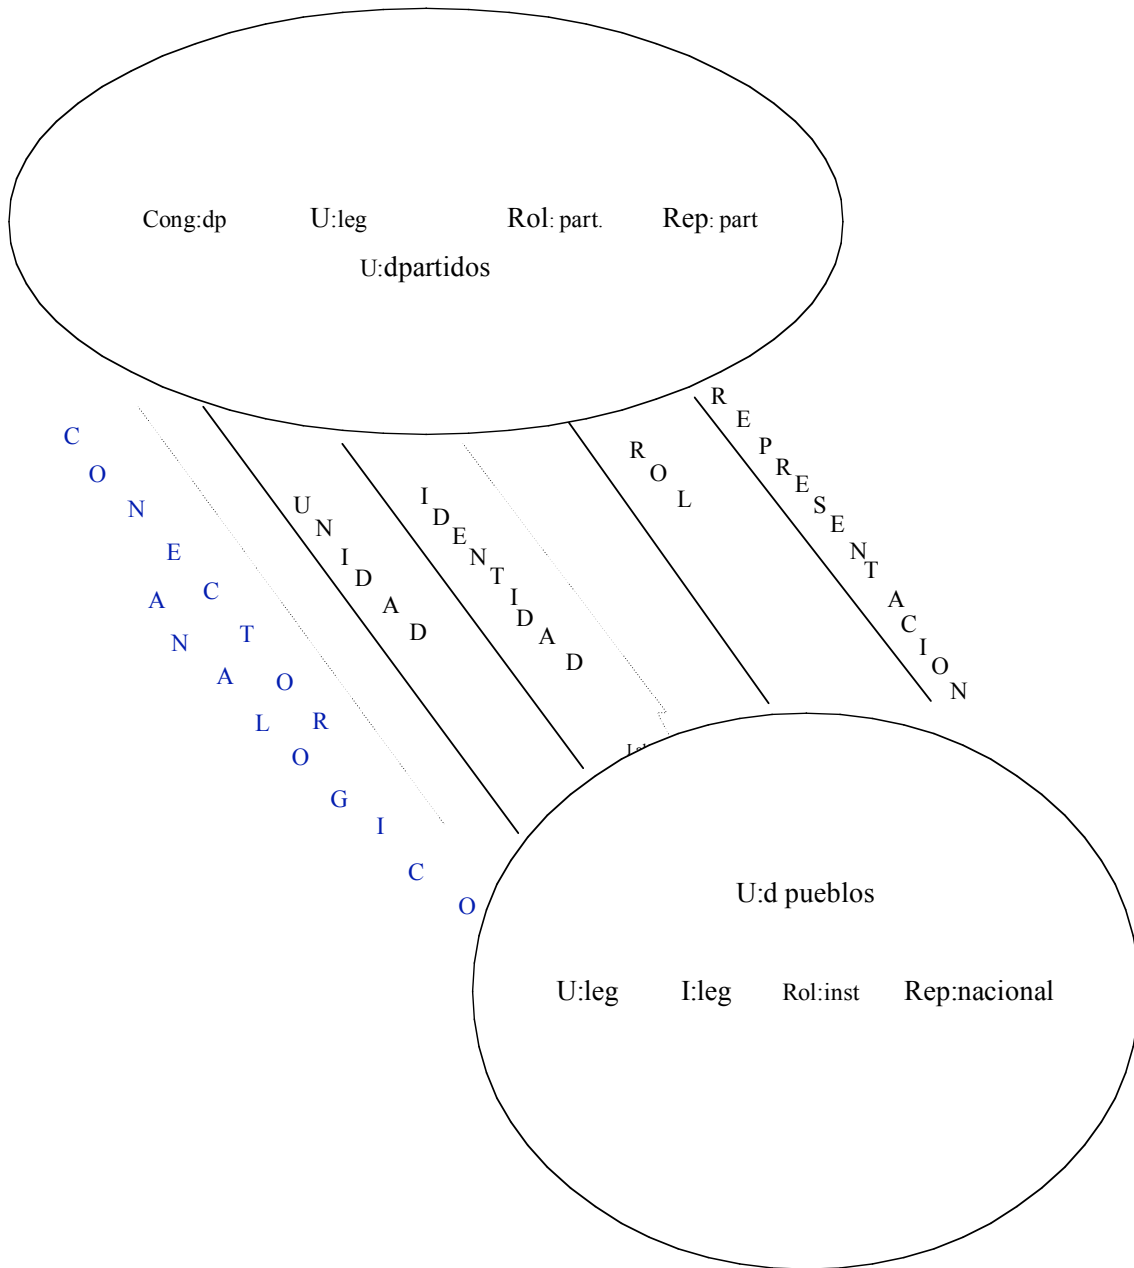 Cong:dp U:leg Rol: part. Rep: part
U:dpartidos
CONECTOR
ANALOGICO
UNIDAD
IDENTIDAD
ROL
REPRESENTACION
U:d pueblos
U:leg I:leg Rol:inst Rep:nacional